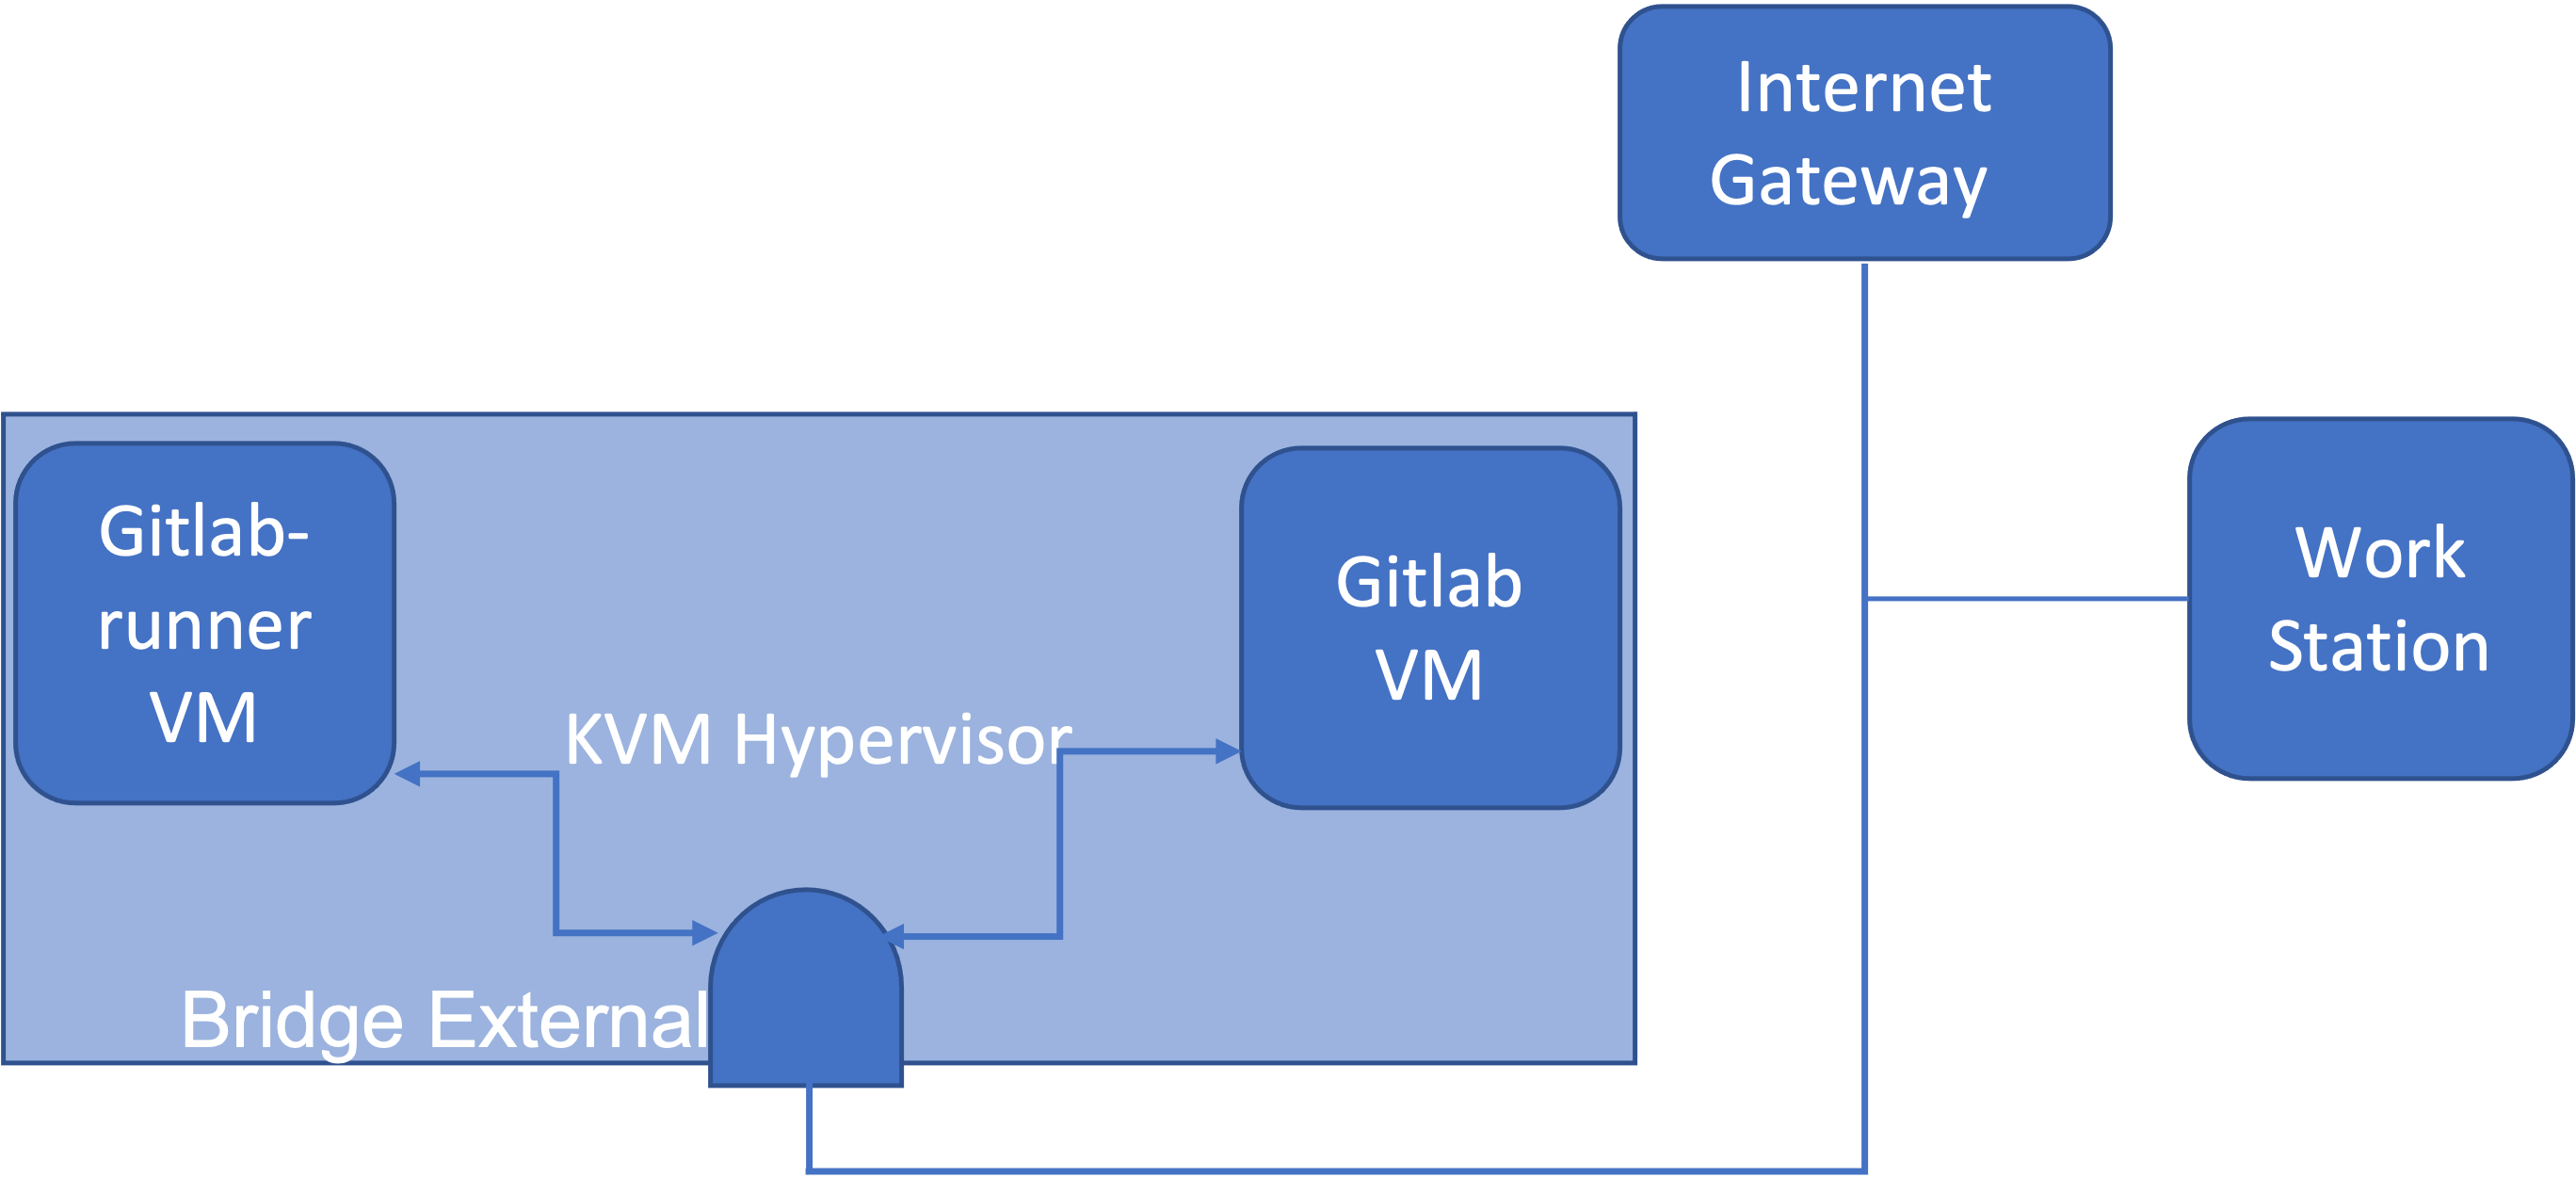 Internet
Gateway
Gitlab-
runner
VM
Gitlab
VM
Work
Station
KVM Hypervisor
Bridge External